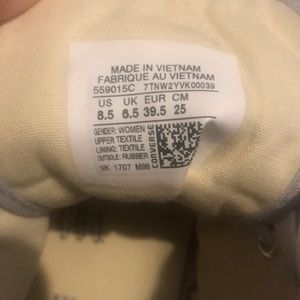 MADE IN VIETNAM
FABRIQUE AU VIETNAM
559015C 7TNW2YVK00039
US UK EUR CM
8.5 6.5 39.5 25
GENDER: WOMEN
UPPER TEXTILE
LINING: TEXTILE
OUTSOLE: RUBBER
CONVERSE
9K 1707 M88